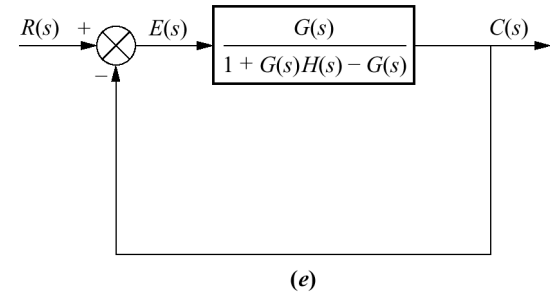 R(s) + E(s) G(s) C(s)
1 + G(s)H(s) − G(s)
−
(e)